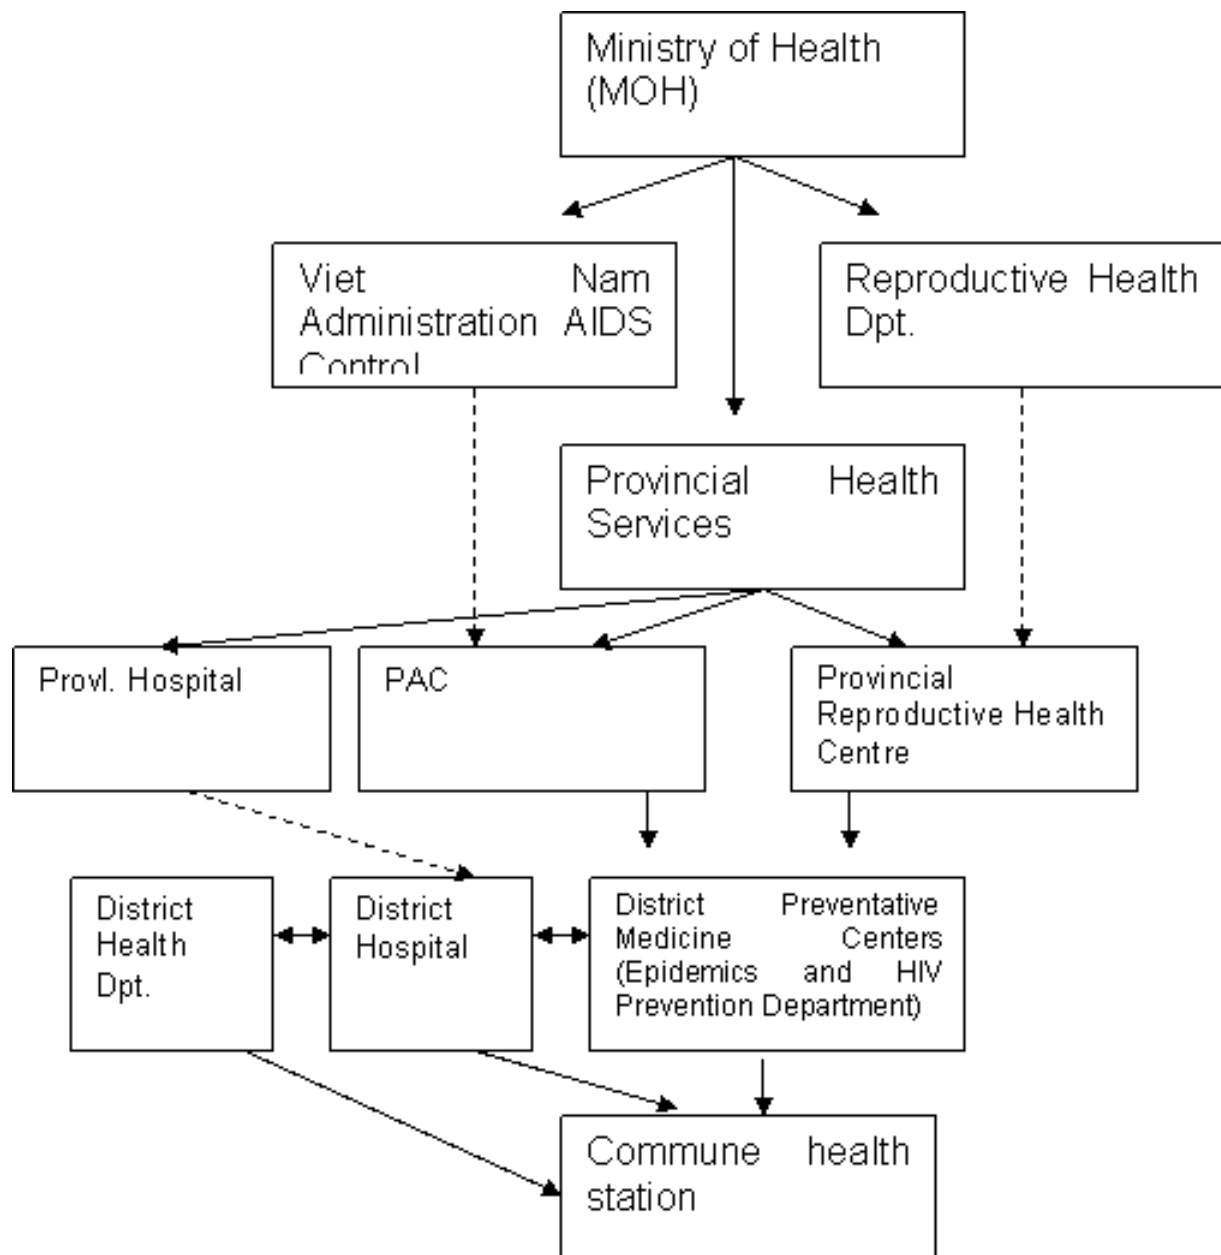 Ministry of Health
(MOH)
Viet Nam
Administration AIDS
Control
Reproductive Health
Dpt.
Provincial Health
Services
Provl. Hospital
PAC
Provincial
Reproductive Health
Centre
District
Health
Dpt.
District
Hospital
District Preventative
Medicine Centers
(Epidemics and HIV
Prevention Department)
Commune health
station